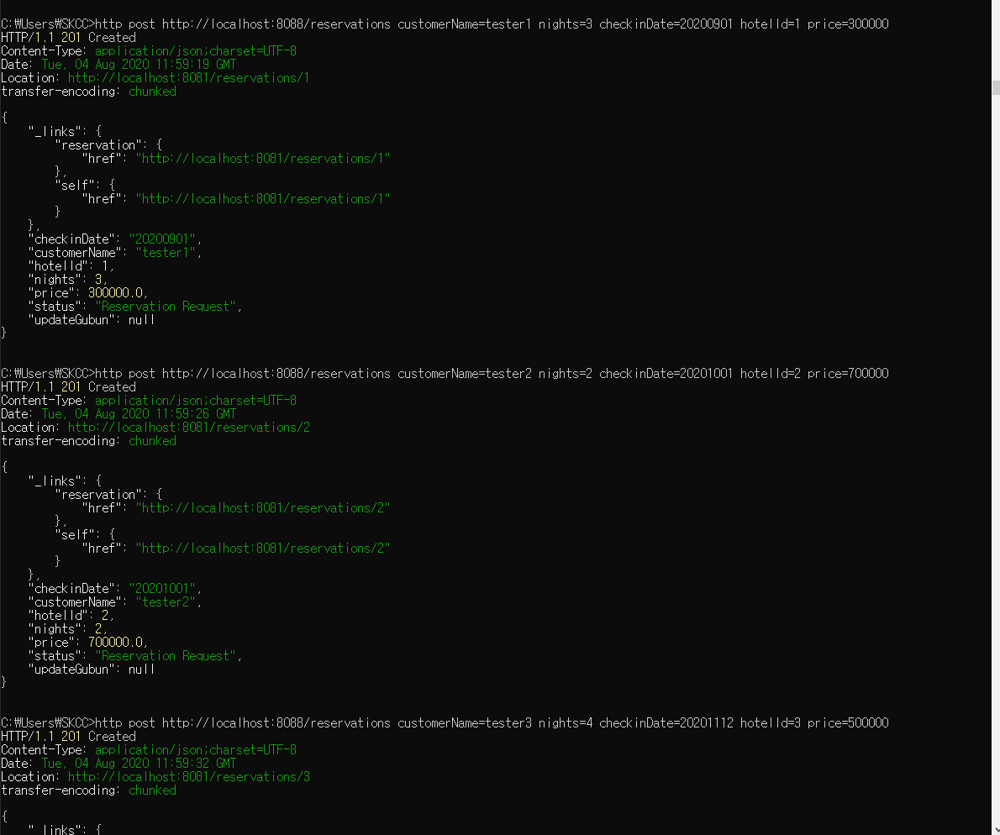 C:₩Users₩SKCC>http post http://localhost:8088/reservations customerName=tester1 nights=3 checkinDate=20200901 hotelId=1 price=300000
HTTP/1.1 201 Created
Content-Type: application/json;charset=UTF-8
Date: Tue, 04 Aug 2020 11:59:19 GMT
Location: http://localhost:8081/reservations/1
transfer-encoding: chunked

{
    "_links": {
        "reservation": {
            "href": "http://localhost:8081/reservations/1"
        },
        "self": {
            "href": "http://localhost:8081/reservations/1"
        }
    },
    "checkinDate": "20200901",
    "customerName": "tester1",
    "hotelId": 1,
    "nights": 3,
    "price": 300000.0,
    "status": "Reservation Request",
    "updateGubun": null
}

C:₩Users₩SKCC>http post http://localhost:8088/reservations customerName=tester2 nights=2 checkinDate=20201001 hotelId=2 price=700000
HTTP/1.1 201 Created
Content-Type: application/json;charset=UTF-8
Date: Tue, 04 Aug 2020 11:59:26 GMT
Location: http://localhost:8081/reservations/2
transfer-encoding: chunked

{
    "_links": {
        "reservation": {
            "href": "http://localhost:8081/reservations/2"
        },
        "self": {
            "href": "http://localhost:8081/reservations/2"
        }
    },
    "checkinDate": "20201001",
    "customerName": "tester2",
    "hotelId": 2,
    "nights": 2,
    "price": 700000.0,
    "status": "Reservation Request",
    "updateGubun": null
}

C:₩Users₩SKCC>http post http://localhost:8088/reservations customerName=tester3 nights=4 checkinDate=20201112 hotelId=3 price=500000
HTTP/1.1 201 Created
Content-Type: application/json;charset=UTF-8
Date: Tue, 04 Aug 2020 11:59:32 GMT
Location: http://localhost:8081/reservations/3
transfer-encoding: chunked

{
    "_links": {